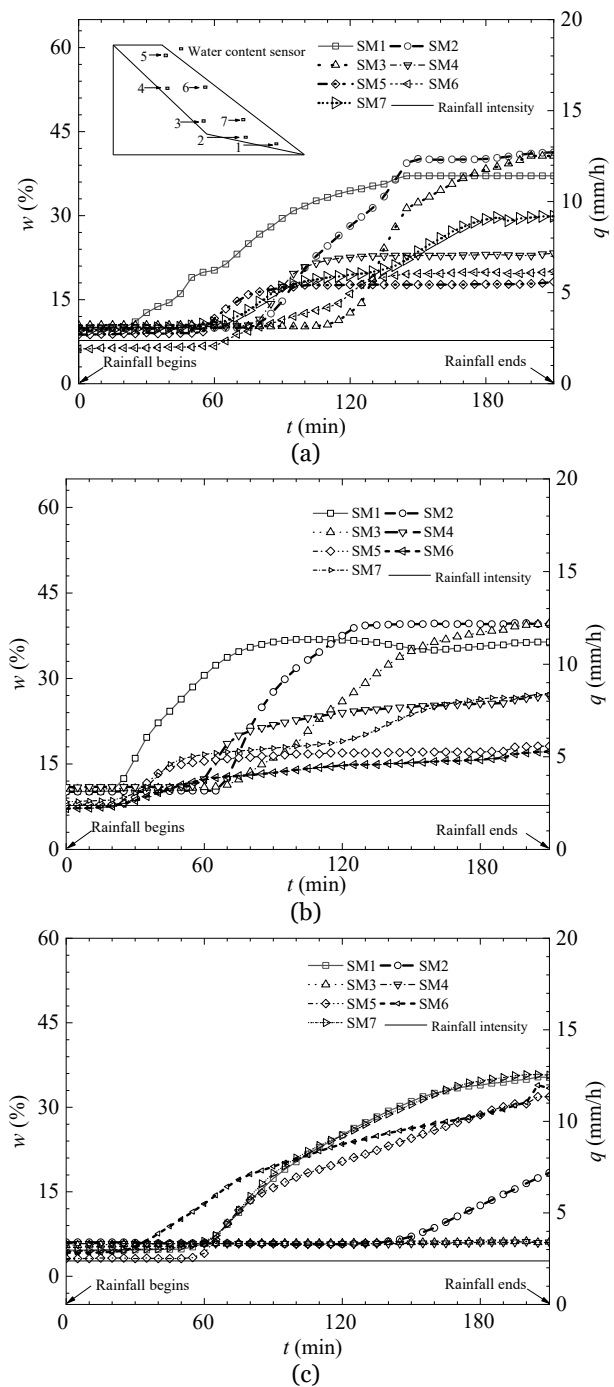 (a)
60
45
30
15
0
w (%)
20
15
10
5
0
q (mm/h)
Water content sensor
5
4
6
3
7
2
1
SM1 SM2
SM3 SM4
SM5 SM6
SM7 Rainfall intensity
Rainfall begins Rainfall ends
0 60 120 180
t (min)
(a)
60
45
30
15
0
w (%)
20
15
10
5
0
q (mm/h)
SM1 SM2
SM3 SM4
SM5 SM6
SM7 Rainfall intensity
Rainfall begins Rainfall ends
0 60 120 180
t (min)
(b)
60
45
30
15
0
w (%)
20
15
10
5
0
q (mm/h)
SM1 SM2
SM3 SM4
SM5 SM6
SM7 Rainfall intensity
Rainfall begins Rainfall ends
0 60 120 180
t (min)
(c)